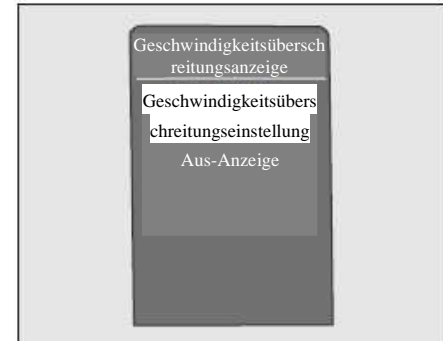 Geschwindigkeitsübersch
reitungsanzeige
Geschwindigkeitsübers
chreitungseinstellung
Aus-Anzeige